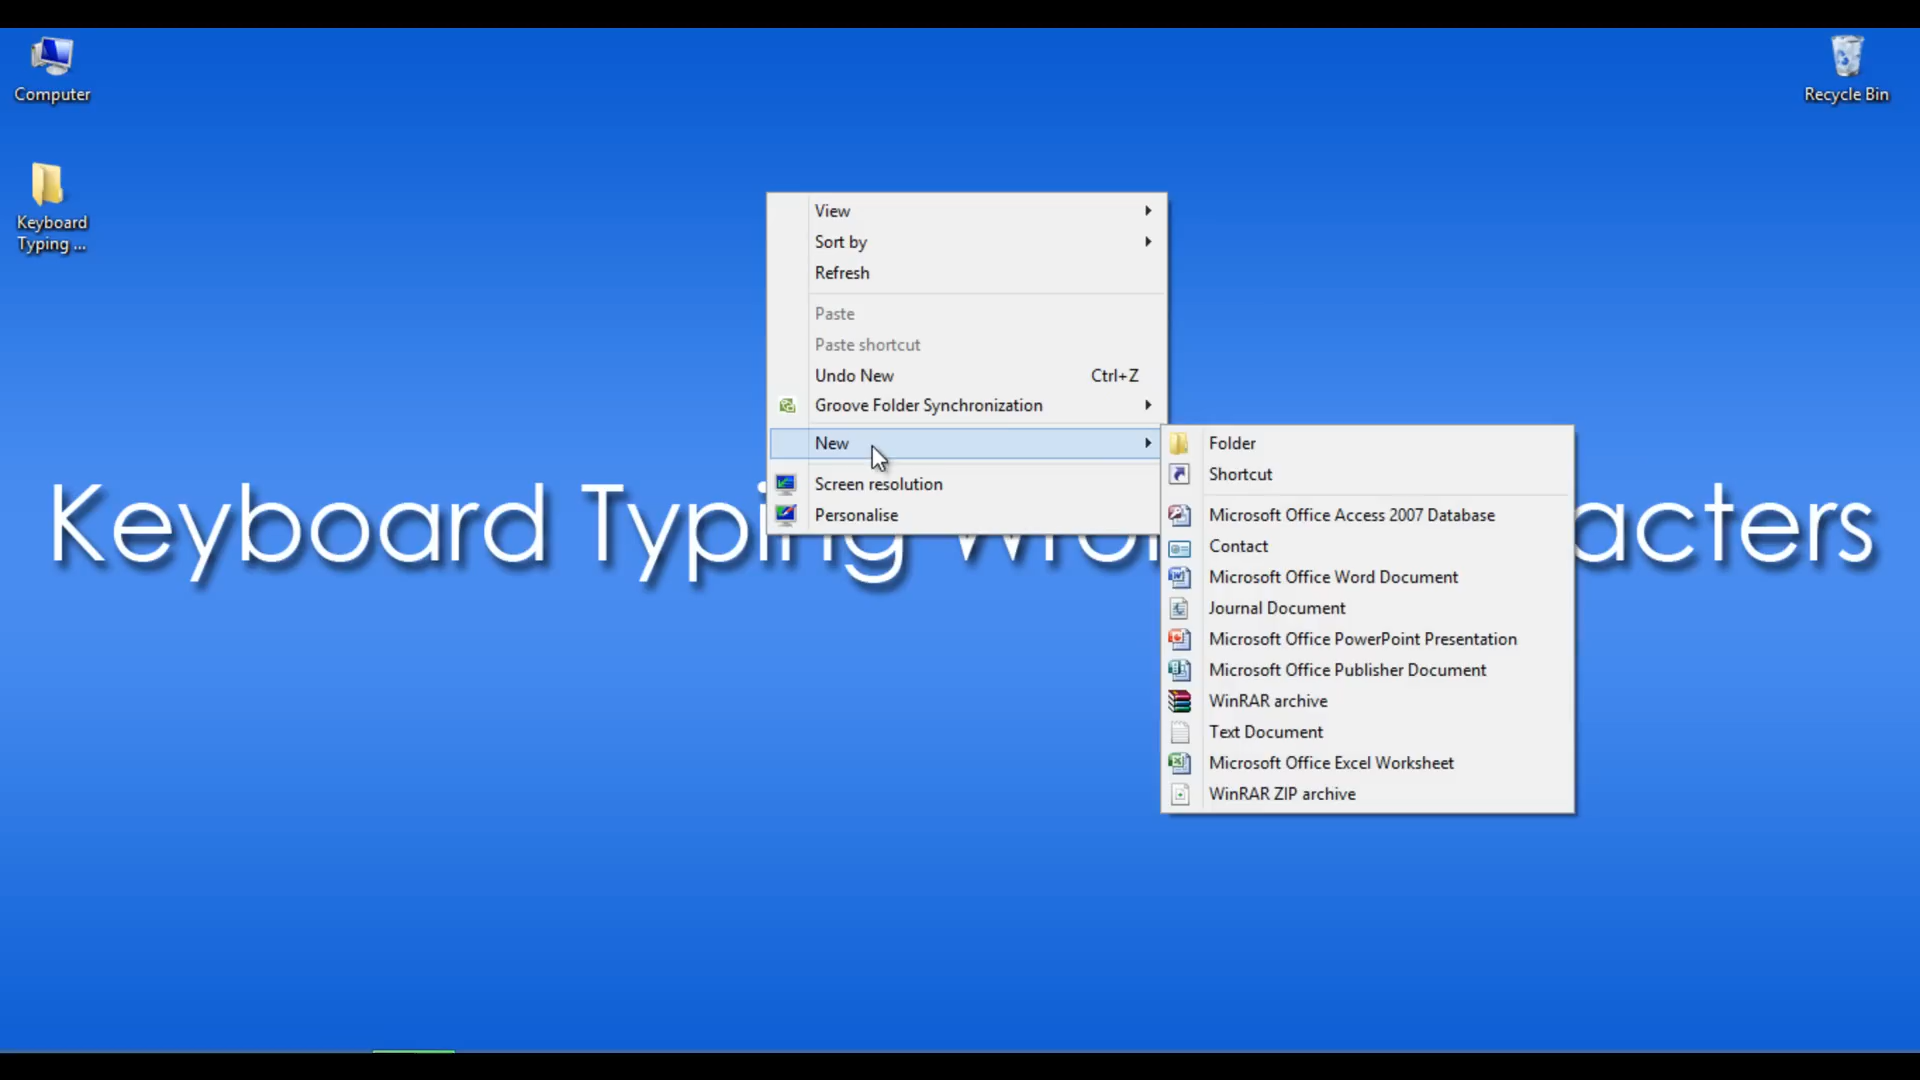 Computer
Recycle Bin
Keyboard
Typing ...
View
Sort by
Refresh
Paste
Paste shortcut
Undo New Ctrl+Z
Groove Folder Synchronization
New
Screen resolution
Personalise
Folder
Shortcut
Microsoft Office Access 2007 Database
Contact
Microsoft Office Word Document
Journal Document
Microsoft Office PowerPoint Presentation
Microsoft Office Publisher Document
WinRAR archive
Text Document
Microsoft Office Excel Worksheet
WinRAR ZIP archive
Keyboard Typing